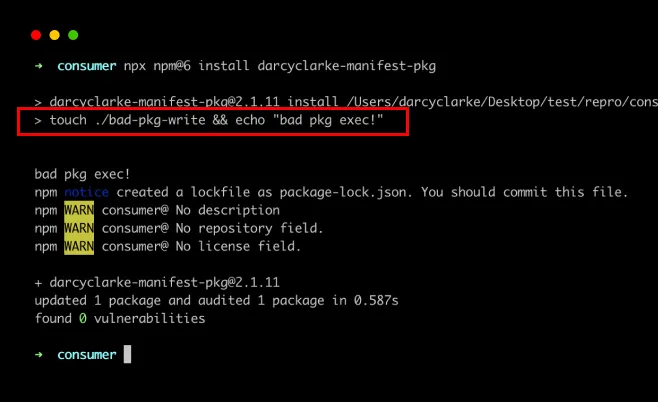 → consumer npx npm@6 install darcyclarke-manifest-pkg
> darcyclarke-manifest-pkg@2.1.11 install /Users/darcyclarke/Desktop/test/repro/cons
> touch ./bad-pkg-write && echo "bad pkg exec!"
bad pkg exec!
npm notice created a lockfile as package-lock.json. You should commit this file.
npm WARN consumer@ No description
npm WARN consumer@ No repository field.
npm WARN consumer@ No license field.
+ darcyclarke-manifest-pkg@2.1.11
updated 1 package and audited 1 package in 0.587s
found 0 vulnerabilities
→ consumer